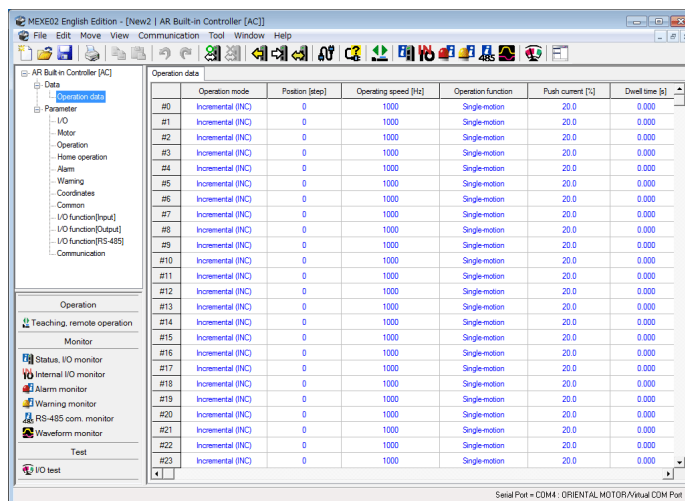 MEXE02 English Edition - [New2 | AR Built-in Controller [AC]]
File Edit Move View Communication Tool Window Help
AR Built-in Controller [AC]
Data
Operation data
Parameter
I/O
Motor
Operation
Home operation
Alarm
Warning
Coordinates
Common
I/O function[Input]
I/O function[Output]
I/O function[RS-485]
Communication
Operation
Teaching, remote operation
Monitor
Status, I/O monitor
Internal I/O monitor
Alarm monitor
Warning monitor
RS-485 com. monitor
Waveform monitor
Test
I/O test
Operation data
Operation mode Position [step] Operating speed [Hz] Operation function Push current [%] Dwell time [s]
#0 Incremental (INC) 0 1000 Single-motion 20.0 0.000
#1 Incremental (INC) 0 1000 Single-motion 20.0 0.000
#2 Incremental (INC) 0 1000 Single-motion 20.0 0.000
#3 Incremental (INC) 0 1000 Single-motion 20.0 0.000
#4 Incremental (INC) 0 1000 Single-motion 20.0 0.000
#5 Incremental (INC) 0 1000 Single-motion 20.0 0.000
#6 Incremental (INC) 0 1000 Single-motion 20.0 0.000
#7 Incremental (INC) 0 1000 Single-motion 20.0 0.000
#8 Incremental (INC) 0 1000 Single-motion 20.0 0.000
#9 Incremental (INC) 0 1000 Single-motion 20.0 0.000
#10 Incremental (INC) 0 1000 Single-motion 20.0 0.000
#11 Incremental (INC) 0 1000 Single-motion 20.0 0.000
#12 Incremental (INC) 0 1000 Single-motion 20.0 0.000
#13 Incremental (INC) 0 1000 Single-motion 20.0 0.000
#14 Incremental (INC) 0 1000 Single-motion 20.0 0.000
#15 Incremental (INC) 0 1000 Single-motion 20.0 0.000
#16 Incremental (INC) 0 1000 Single-motion 20.0 0.000
#17 Incremental (INC) 0 1000 Single-motion 20.0 0.000
#18 Incremental (INC) 0 1000 Single-motion 20.0 0.000
#19 Incremental (INC) 0 1000 Single-motion 20.0 0.000
#20 Incremental (INC) 0 1000 Single-motion 20.0 0.000
#21 Incremental (INC) 0 1000 Single-motion 20.0 0.000
#22 Incremental (INC) 0 1000 Single-motion 20.0 0.000
#23 Incremental (INC) 0 1000 Single-motion 20.0 0.000
Serial Port = COM4 : ORIENTAL MOTOR/Virtual COM Port